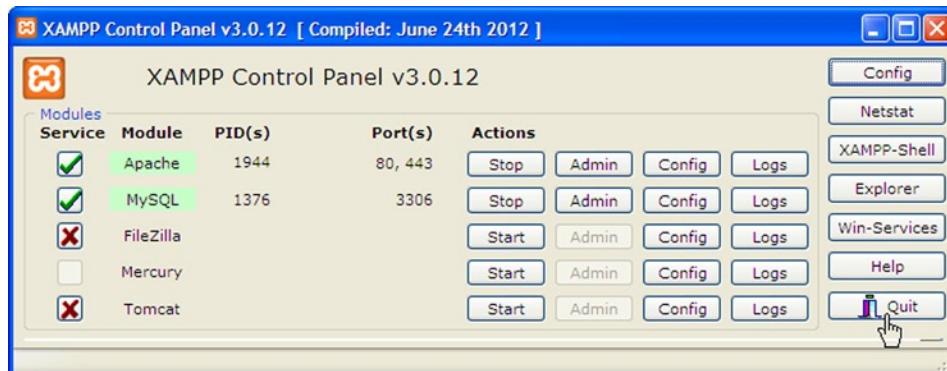 XAMPP Control Panel v3.0.12 [ Compiled: June 24th 2012 ]
XAMPP Control Panel v3.0.12
Config
Modules
Netstat
Service Module PID(s) Port(s) Actions
Apache 1944 80, 443 Stop Admin Config Logs
XAMPP-Shell
MySQL 1376 3306 Stop Admin Config Logs
Explorer
FileZilla Start Admin Config Logs
Win-Services
Mercury Start Admin Config Logs
Help
Tomcat Start Admin Config Logs
Quit